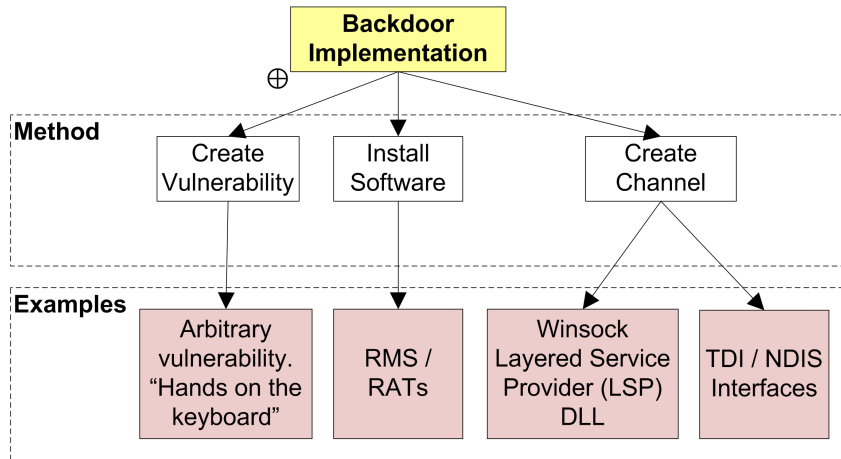 Backdoor
Implementation
⊕
Method
Create
Vulnerability
Install
Software
Create
Channel
Examples
Arbitrary
vulnerability.
“Hands on the
keyboard”
RMS /
RATs
Winsock
Layered Service
Provider (LSP)
DLL
TDI / NDIS
Interfaces